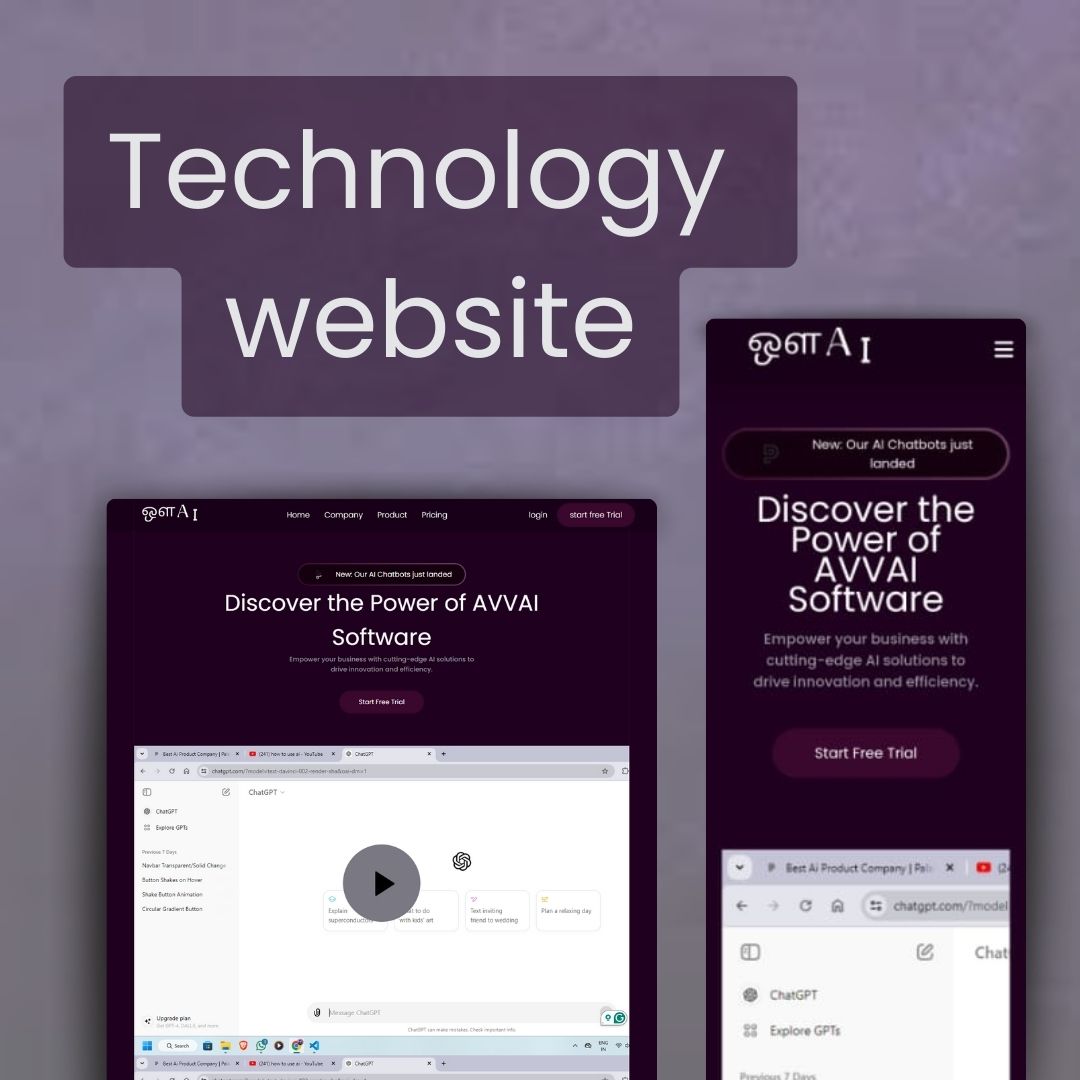 Technology
website
ஔAI
Home Company Product Pricing login start free Trial
New: Our AI Chatbots just landed
Discover the Power of AVVAI
Software
Empower your business with cutting-edge AI solutions to
drive innovation and efficiency.
Start Free Trial
Best Ai Product Company | Pal (241) how to use ai - YouTube ChatGPT
chatgpt.com/?model=text-davinci-002-render-sha&oai-dm=1
ChatGPT
ChatGPT
Explore GPTs
Previous 7 Days
Navbar Transparent/Solid Change
Button Shakes on Hover
Shake Button Animation
Circular Gradient Button
Explain
superconductors
to do
with kids' art
Text inviting
friend to wedding
Plan a relaxing day
Upgrade plan
Get GPT-4, DALL·E, and more
Message ChatGPT
ChatGPT can make mistakes. Check important info.
Search
ENG
IN
Best Ai Product Company | Pal (241) how to use ai - YouTube ChatGPT
ஔAI
New: Our AI Chatbots just
landed
Discover the
Power of
AVVAI
Software
Empower your business with
cutting-edge AI solutions to
drive innovation and efficiency.
Start Free Trial
Best Ai Product Company | Pal
chatgpt.com/?model
Chat
ChatGPT
Explore GPTs
Previous 7 Days